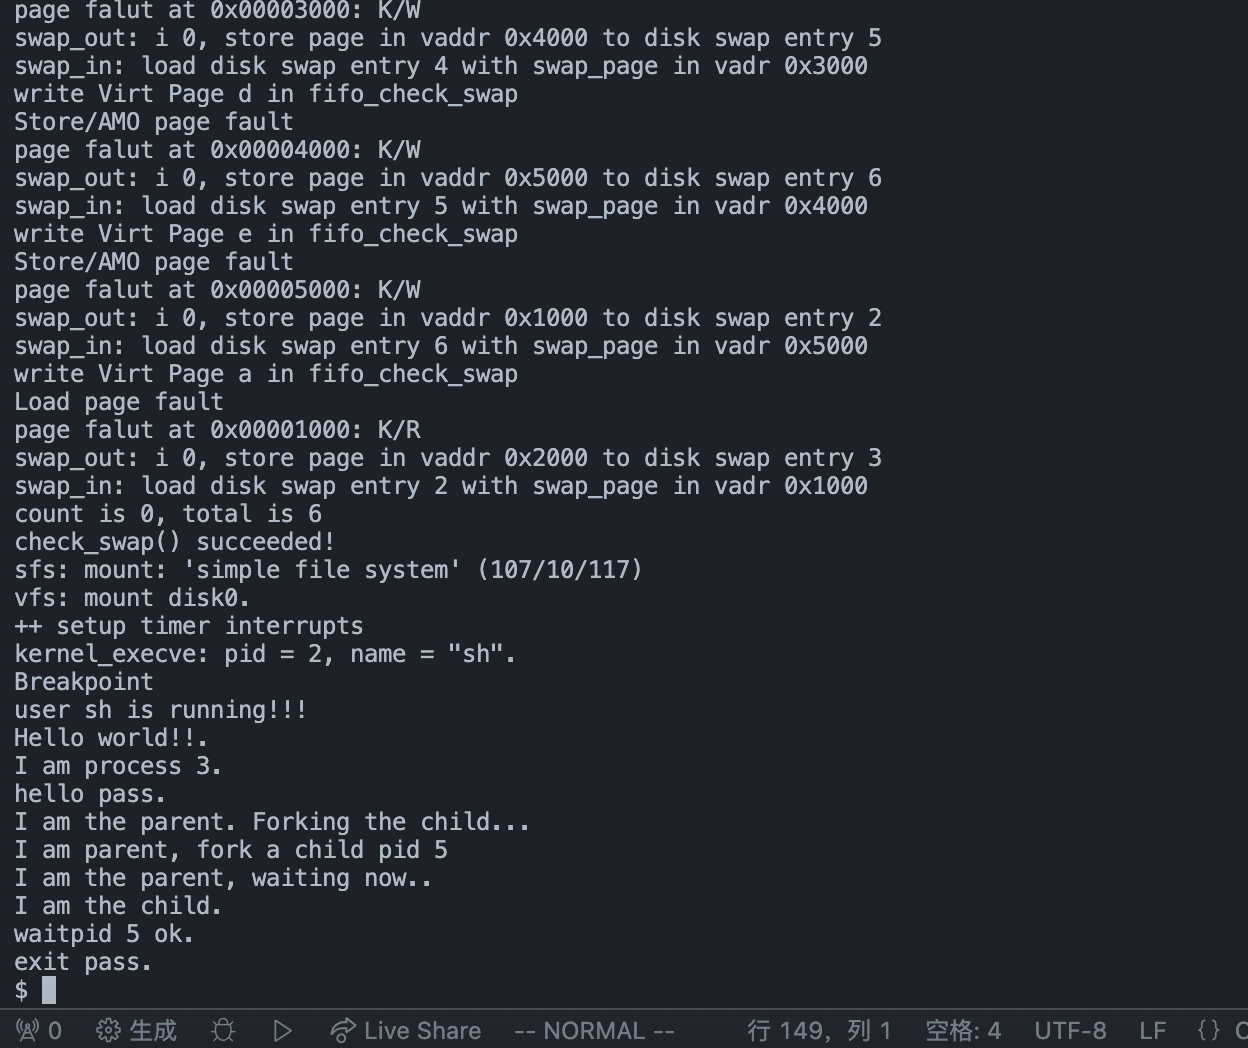 page falut at 0x00003000: K/W
swap_out: i 0, store page in vaddr 0x4000 to disk swap entry 5
swap_in: load disk swap entry 4 with swap_page in vadr 0x3000
write Virt Page d in fifo_check_swap
Store/AMO page fault
page falut at 0x00004000: K/W
swap_out: i 0, store page in vaddr 0x5000 to disk swap entry 6
swap_in: load disk swap entry 5 with swap_page in vadr 0x4000
write Virt Page e in fifo_check_swap
Store/AMO page fault
page falut at 0x00005000: K/W
swap_out: i 0, store page in vaddr 0x1000 to disk swap entry 2
swap_in: load disk swap entry 6 with swap_page in vadr 0x5000
write Virt Page a in fifo_check_swap
Load page fault
page falut at 0x00001000: K/R
swap_out: i 0, store page in vaddr 0x2000 to disk swap entry 3
swap_in: load disk swap entry 2 with swap_page in vadr 0x1000
count is 0, total is 6
check_swap() succeeded!
sfs: mount: 'simple file system' (107/10/117)
vfs: mount disk0.
++ setup timer interrupts
kernel_execve: pid = 2, name = "sh".
Breakpoint
user sh is running!!!
Hello world!!.
I am process 3.
hello pass.
I am the parent. Forking the child...
I am parent, fork a child pid 5
I am the parent, waiting now..
I am the child.
waitpid 5 ok.
exit pass.
$
0 生成 Live Share -- NORMAL -- 行 149，列 1 空格: 4 UTF-8 LF {}